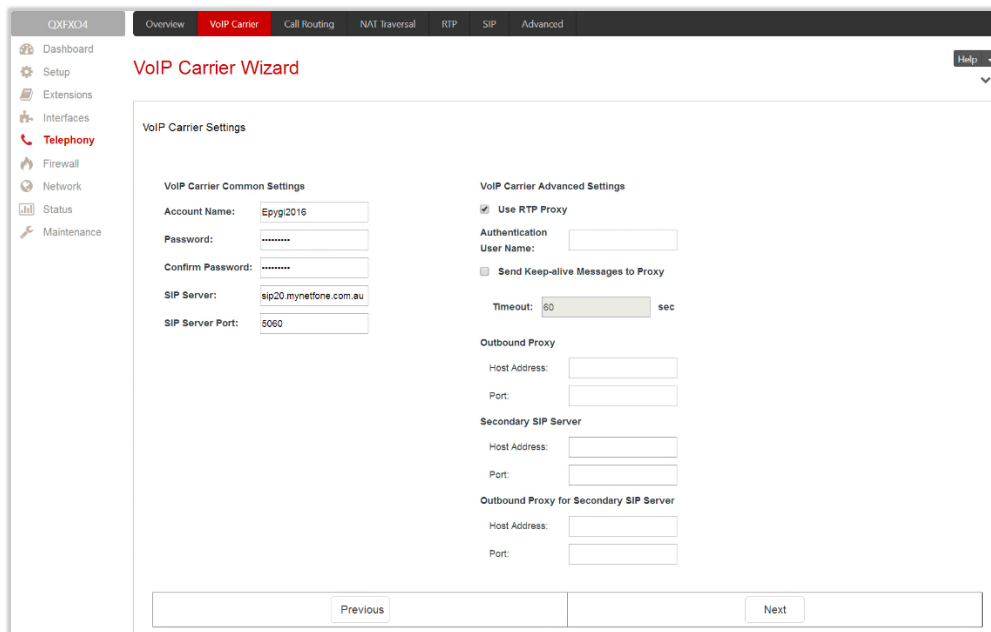 QXFXO4
Overview VoIP Carrier Call Routing NAT Traversal RTP SIP Advanced
Dashboard
Setup
Extensions
Interfaces
Telephony
Firewall
Network
Status
Maintenance
VoIP Carrier Wizard
Help
VoIP Carrier Settings
VoIP Carrier Common Settings
Account Name: Epygi2016
Password: •••••••••
Confirm Password: •••••••••
SIP Server: sip20.mynetfone.com.au
SIP Server Port: 5060
VoIP Carrier Advanced Settings
Use RTP Proxy
Authentication
User Name:
Send Keep-alive Messages to Proxy
Timeout: 60 sec
Outbound Proxy
Host Address:
Port:
Secondary SIP Server
Host Address:
Port:
Outbound Proxy for Secondary SIP Server
Host Address:
Port:
Previous Next